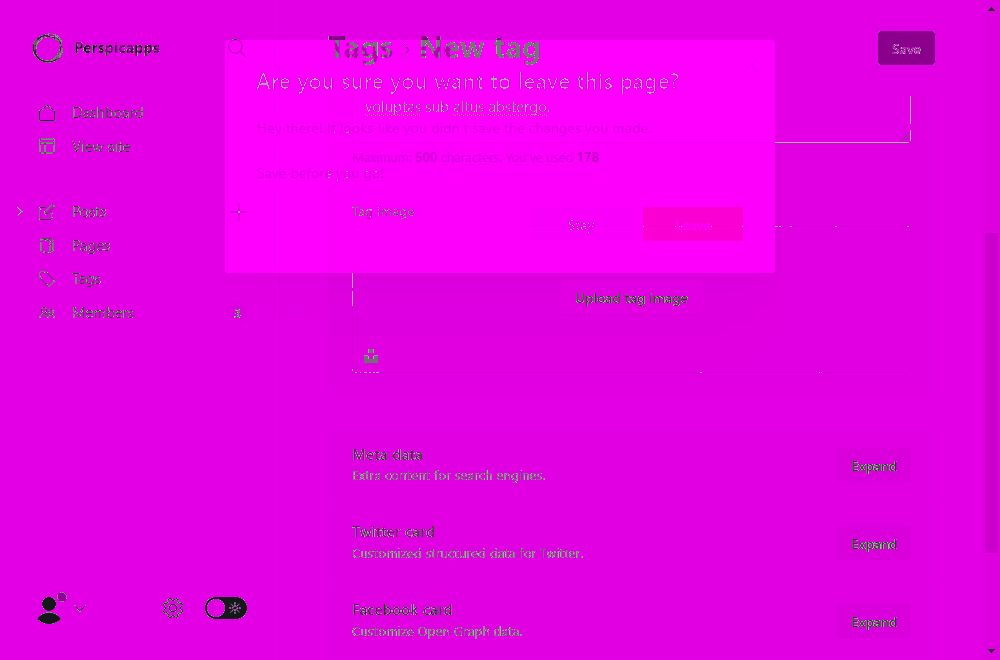 Perspicapps
Tags › New tag
Save
Are you sure you want to leave this page?
voluptas sub altus abstergo.
Hey there! It looks like you didn't save the changes you made.
Maximum: 500 characters. You've used 178
Save before you go!
Dashboard
View site
Posts
Pages
Tags
Members
3
Tag image
Stay
Leave
Upload tag image
Meta data
Extra content for search engines.
Expand
Twitter card
Customized structured data for Twitter.
Expand
Facebook card
Customize Open Graph data.
Expand